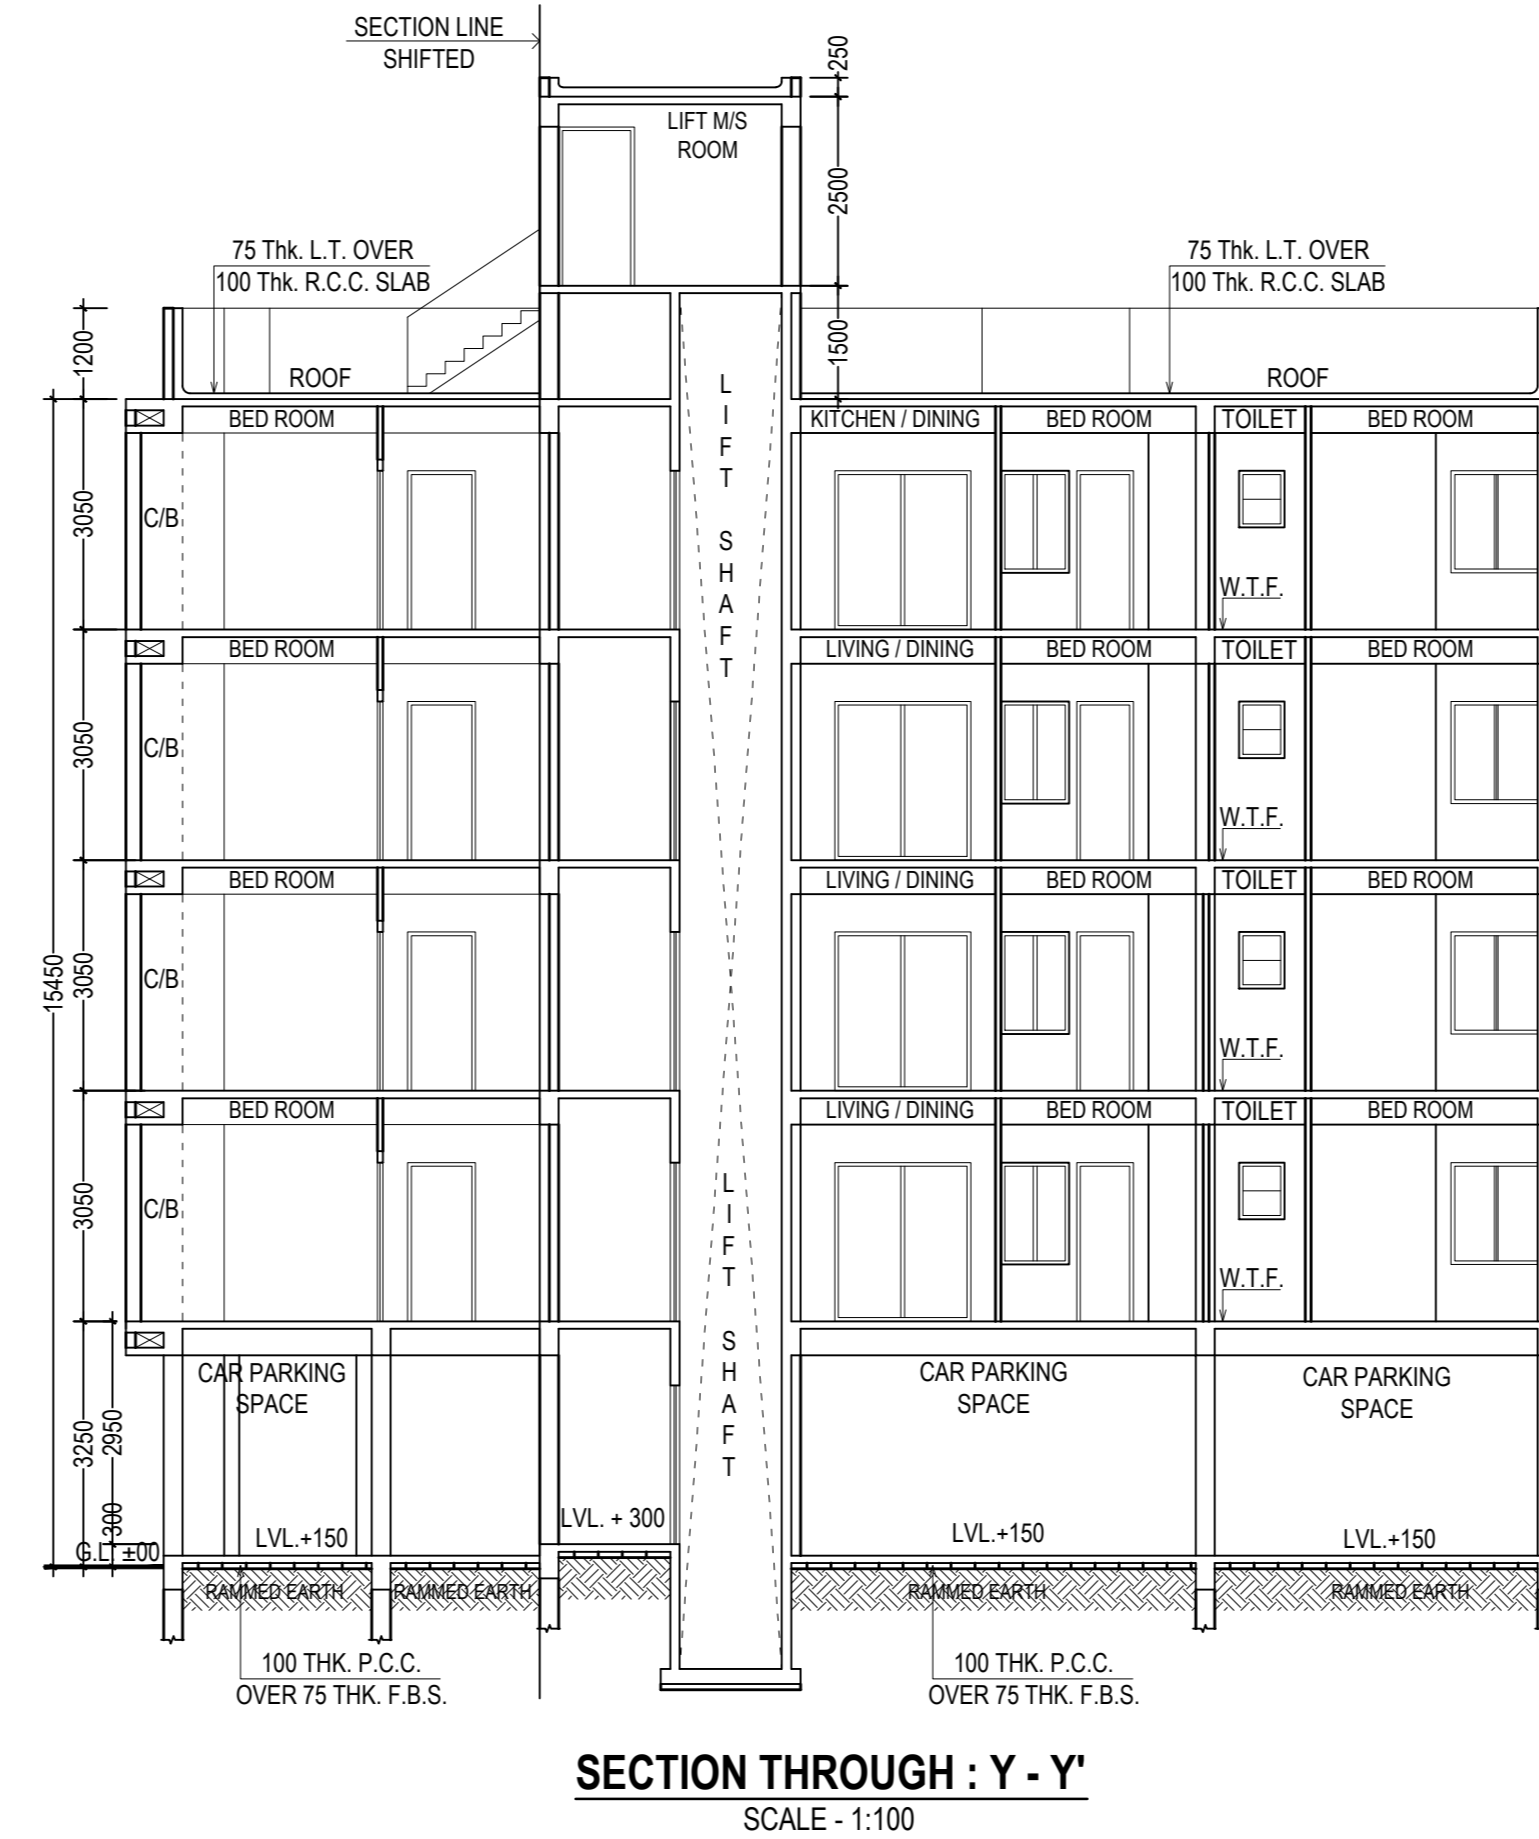 SECTION LINE
SHIFTED
250
LIFT M/S
ROOM
2500
75 Thk. L.T. OVER
100 Thk. R.C.C. SLAB
75 Thk. L.T. OVER
100 Thk. R.C.C. SLAB
1200
1500
ROOF
ROOF
LIFT SHAFT
BED ROOM
KITCHEN / DINING
BED ROOM
TOILET
BED ROOM
3050
C/B
W.T.F.
BED ROOM
LIVING / DINING
BED ROOM
TOILET
BED ROOM
3050
C/B
W.T.F.
BED ROOM
LIVING / DINING
BED ROOM
TOILET
BED ROOM
15450
3050
C/B
W.T.F.
BED ROOM
LIVING / DINING
BED ROOM
TOILET
BED ROOM
3050
C/B
LIFT SHAFT
W.T.F.
CAR PARKING
SPACE
CAR PARKING
SPACE
CAR PARKING
SPACE
3250
2950
300
LVL. + 300
LVL.+150
LVL.+150
LVL.+150
G.L. ±00
RAMMED EARTH
RAMMED EARTH
RAMMED EARTH
RAMMED EARTH
100 THK. P.C.C.
OVER 75 THK. F.B.S.
100 THK. P.C.C.
OVER 75 THK. F.B.S.
SECTION THROUGH : Y - Y'
SCALE - 1:100